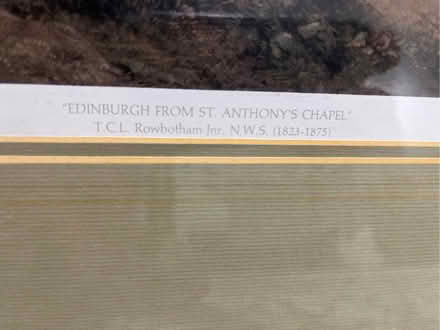 "EDINBURGH FROM ST. ANTHONY'S CHAPEL"
T.C.L. Rowbotham Jnr. N.W.S. (1823-1875)